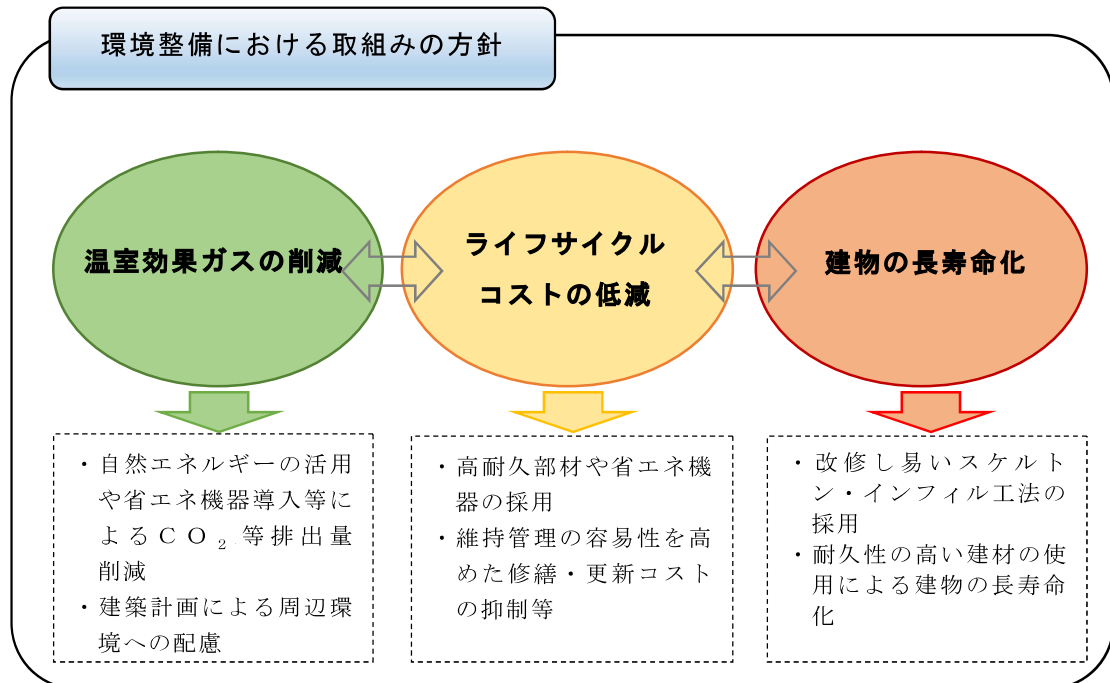 環境整備における取組みの方針
温室効果ガスの削減
ライフサイクル
コストの低減
建物の長寿命化
・自然エネルギーの活用
や省エネ機器導入等に
よるＣＯ₂等排出量
削減
・建築計画による周辺環
境への配慮
・高耐久部材や省エネ機
器の採用
・維持管理の容易性を高
めた修繕・更新コスト
の抑制等
・改修し易いスケルト
ン・インフィル工法の
採用
・耐久性の高い建材の使
用による建物の長寿命
化